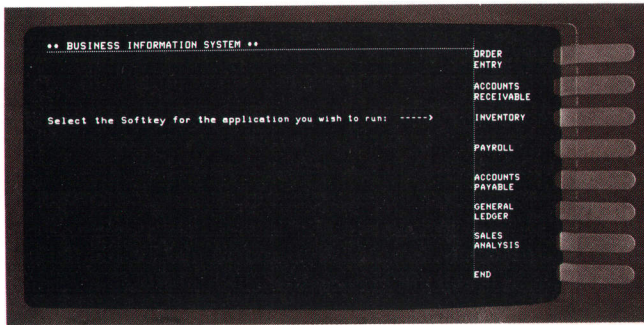 •• BUSINESS INFORMATION SYSTEM ••
Select the Softkey for the application you wish to run: ----->
ORDER
ENTRY
ACCOUNTS
RECEIVABLE
INVENTORY
PAYROLL
ACCOUNTS
PAYABLE
GENERAL
LEDGER
SALES
ANALYSIS
END